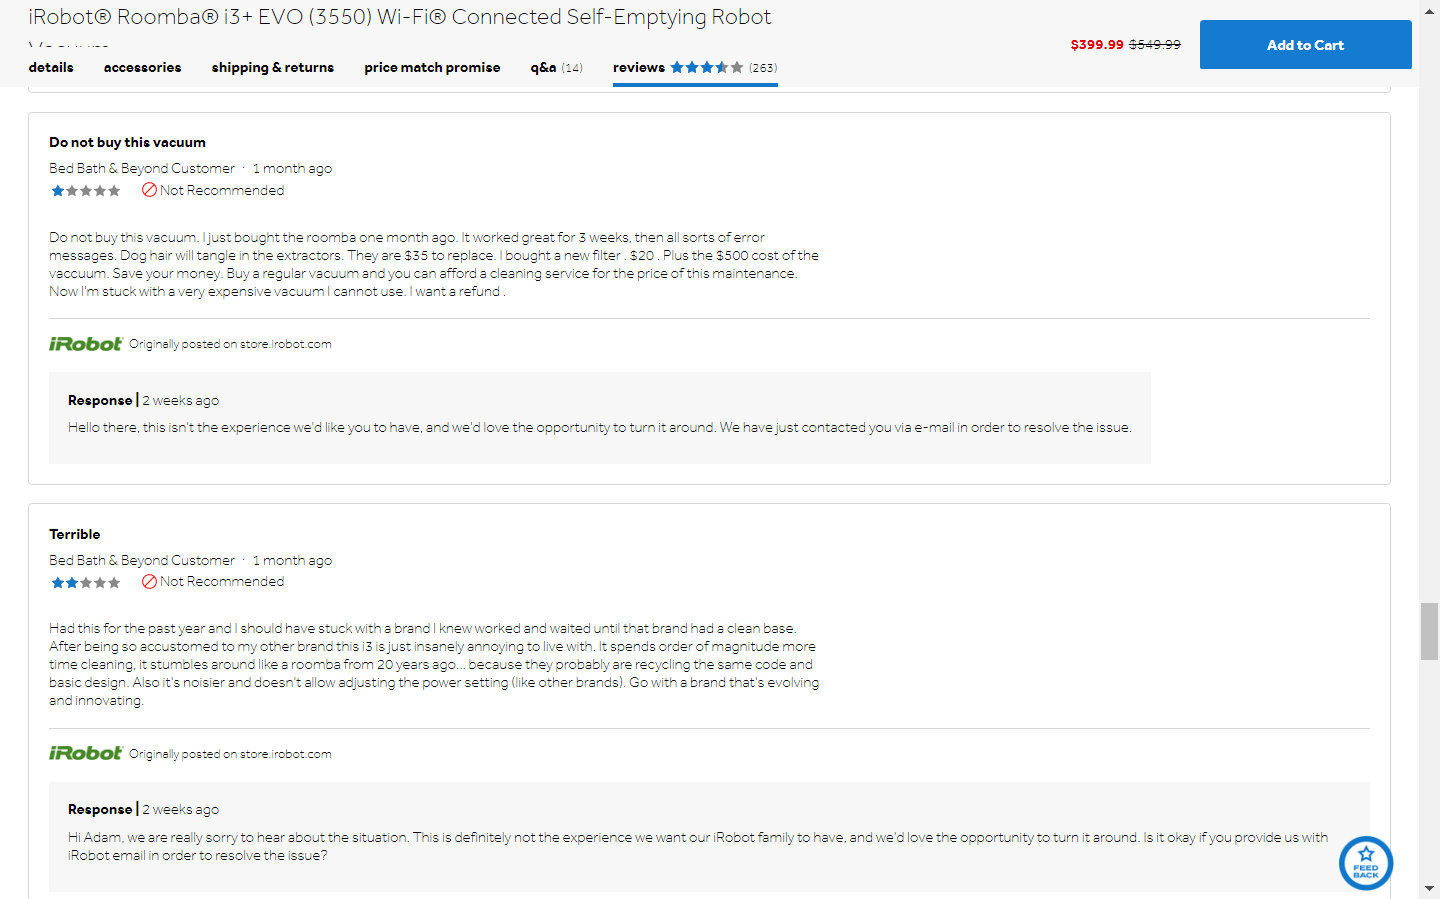 iRobot® Roomba® i3+ EVO (3550) Wi-Fi® Connected Self-Emptying Robot
$399.99 $549.99
Add to Cart
details accessories shipping & returns price match promise q&a (14) reviews (263)
Do not buy this vacuum
Bed Bath & Beyond Customer · 1 month ago
Not Recommended
Do not buy this vacuum. I just bought the roomba one month ago. It worked great for 3 weeks, then all sorts of error
messages. Dog hair will tangle in the extractors. They are $35 to replace. I bought a new filter . $20 . Plus the $500 cost of the
vaccuum. Save your money. Buy a regular vacuum and you can afford a cleaning service for the price of this maintenance.
Now I'm stuck with a very expensive vacuum I cannot use. I want a refund .
iRobot Originally posted on store.irobot.com
Response | 2 weeks ago
Hello there, this isn't the experience we'd like you to have, and we'd love the opportunity to turn it around. We have just contacted you via e-mail in order to resolve the issue.
Terrible
Bed Bath & Beyond Customer · 1 month ago
Not Recommended
Had this for the past year and I should have stuck with a brand I knew worked and waited until that brand had a clean base.
After being so accustomed to my other brand this i3 is just insanely annoying to live with. It spends order of magnitude more
time cleaning, it stumbles around like a roomba from 20 years ago... because they probably are recycling the same code and
basic design. Also it's noisier and doesn't allow adjusting the power setting (like other brands). Go with a brand that's evolving
and innovating.
iRobot Originally posted on store.irobot.com
Response | 2 weeks ago
Hi Adam, we are really sorry to hear about the situation. This is definitely not the experience we want our iRobot family to have, and we'd love the opportunity to turn it around. Is it okay if you provide us with
iRobot email in order to resolve the issue?
FEED
BACK